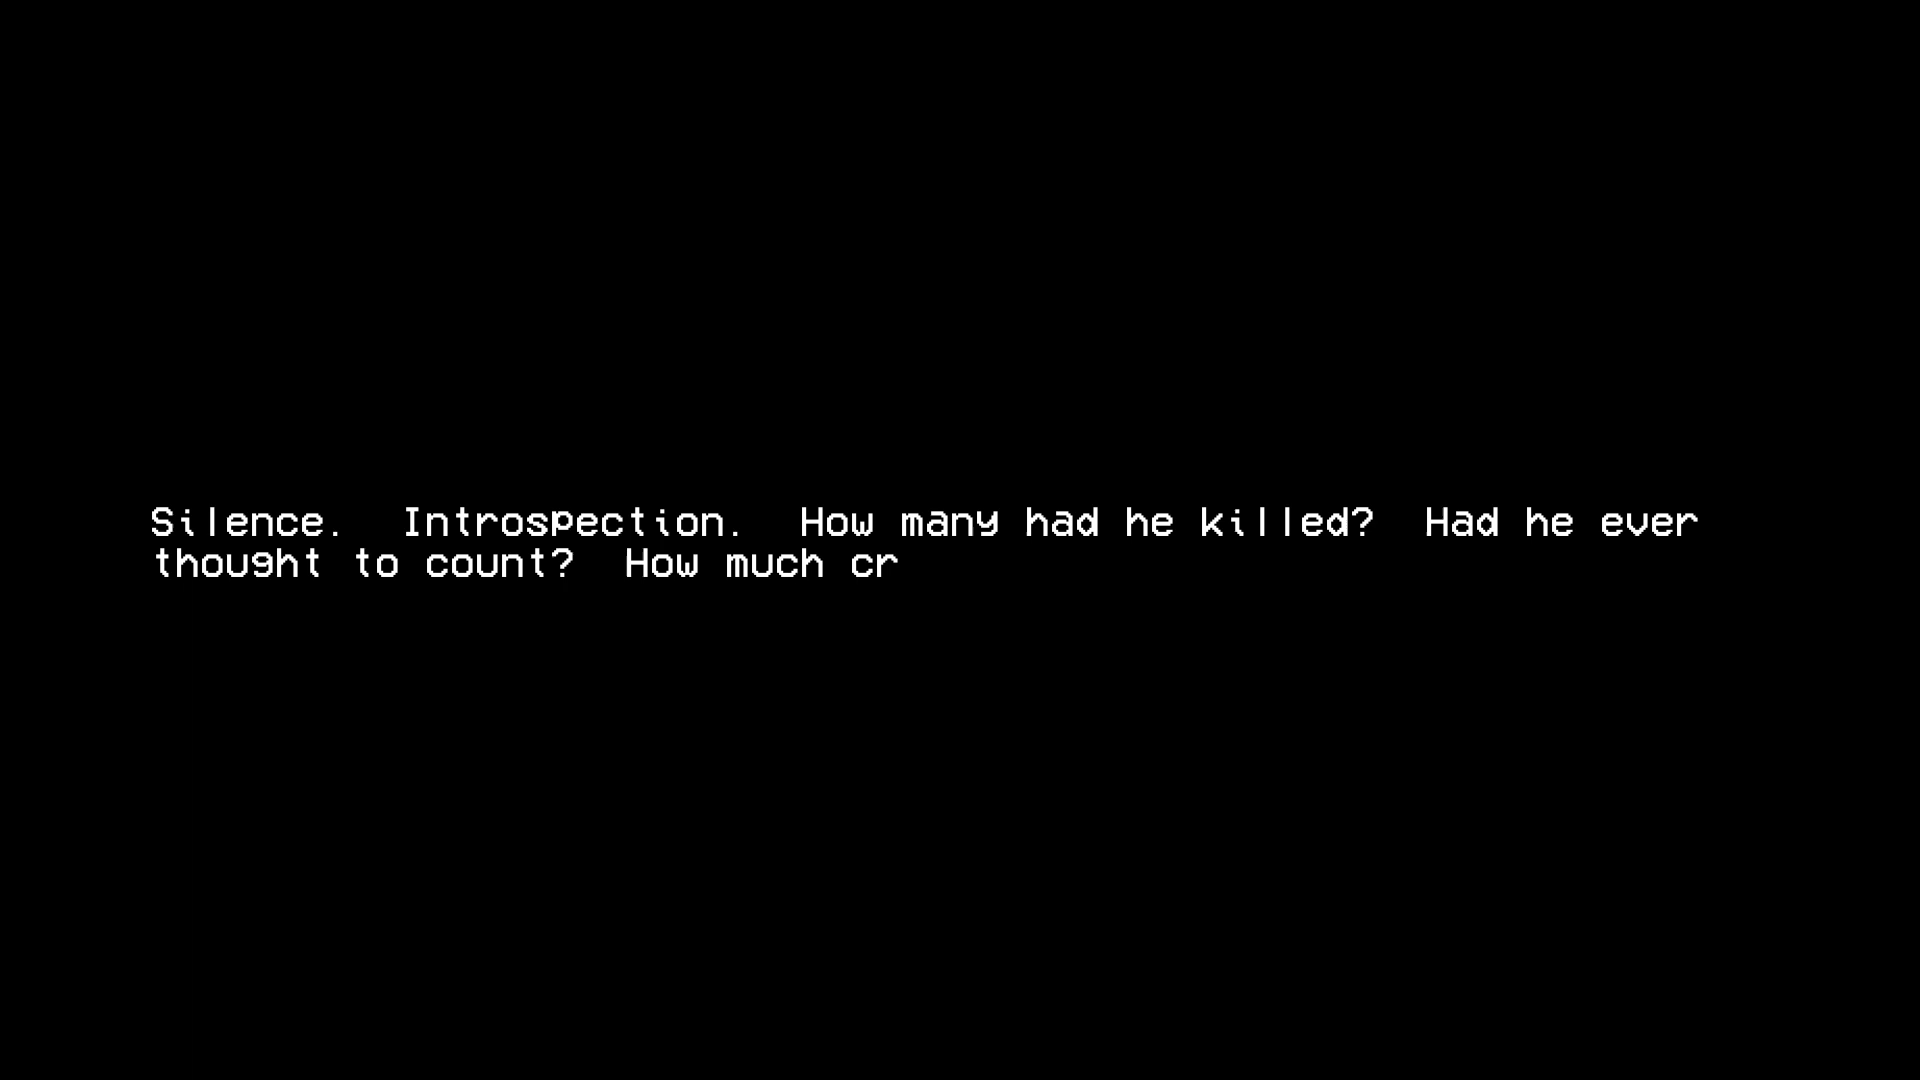 Silence.  Introspection.  How many had he killed?  Had he ever
thought to count?  How much cr